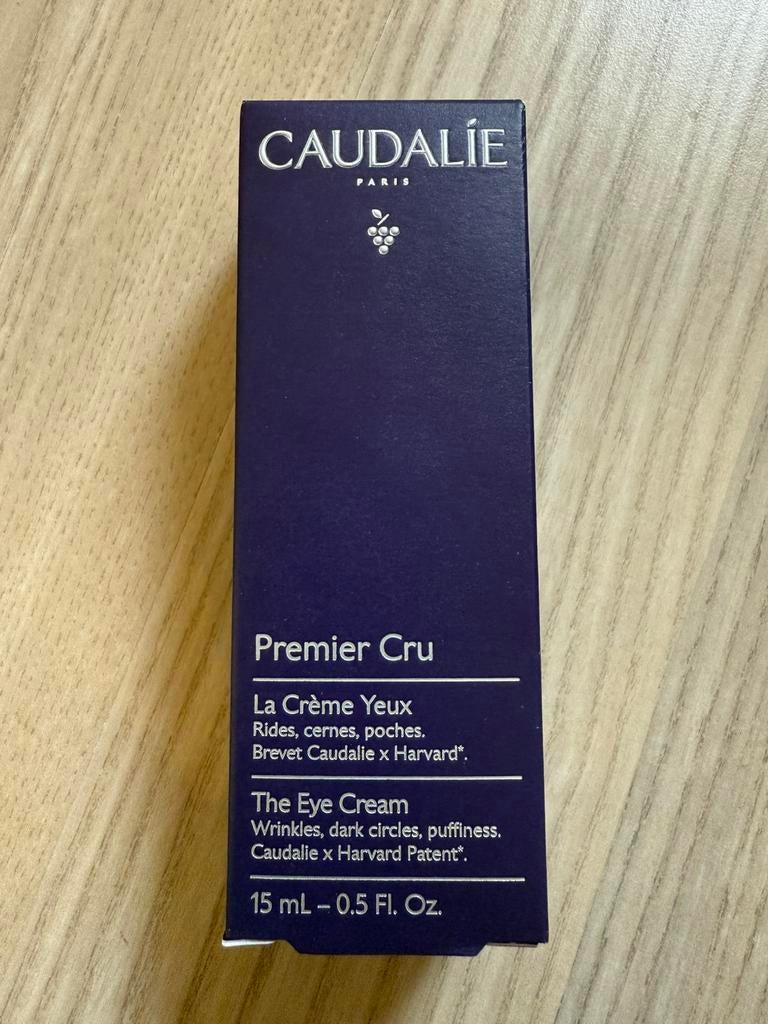 CAUDALÍE
PARIS
Premier Cru
La Crème Yeux
Rides, cernes, poches.
Brevet Caudalie x Harvard*.
The Eye Cream
Wrinkles, dark circles, puffiness.
Caudalie x Harvard Patent*.
15 mL – 0.5 Fl. Oz.